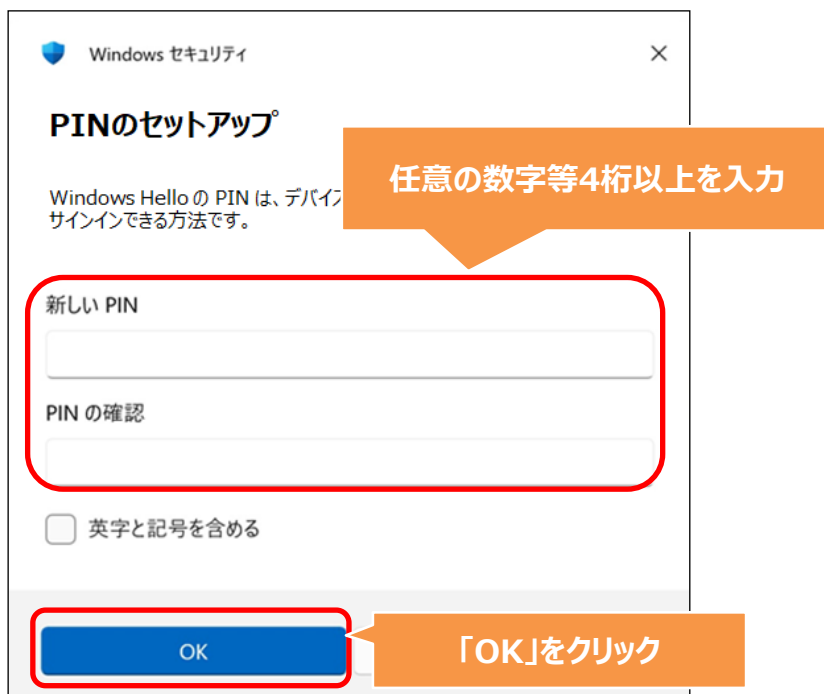 Windows セキュリティ
PINのセットアップ
任意の数字等4桁以上を入力
Windows Hello の PIN は、デバイス
サインインできる方法です。
新しい PIN
PIN の確認
英字と記号を含める
OK
「OK」をクリック